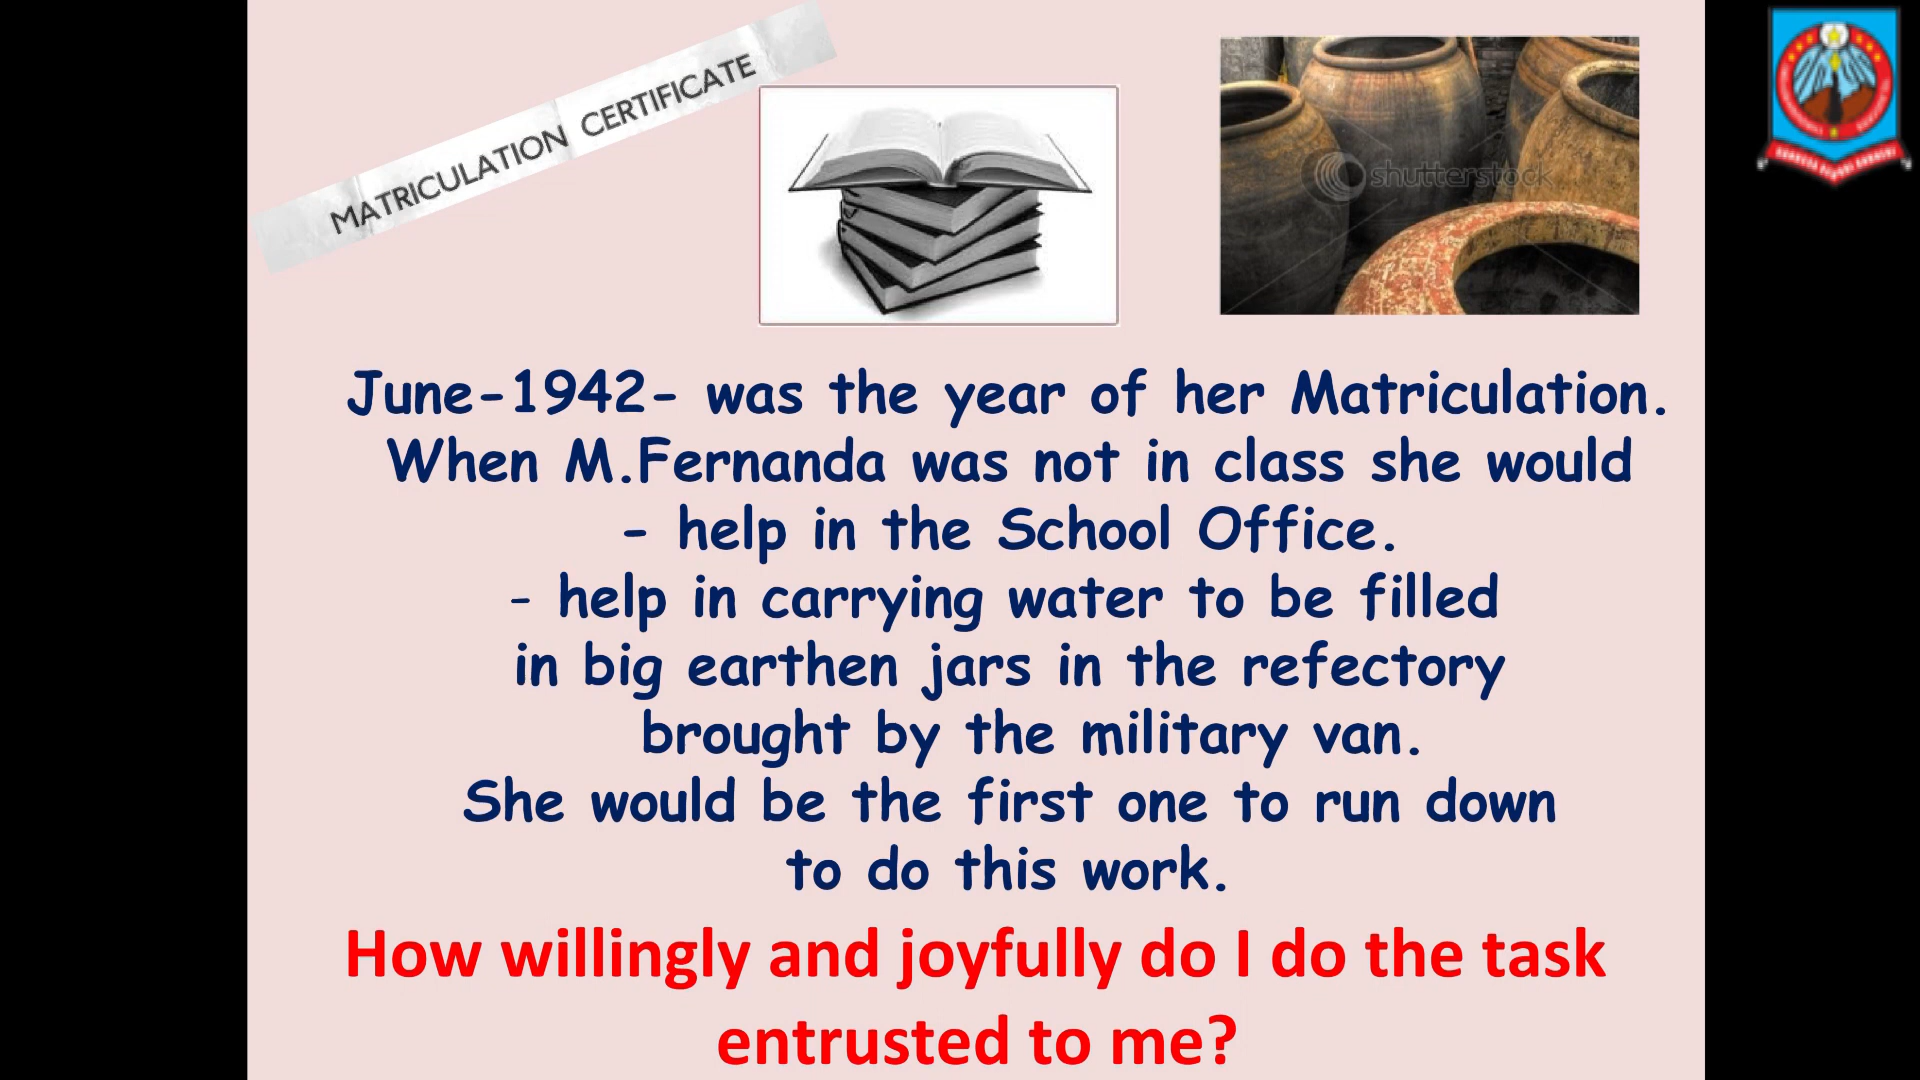 MATRICULATION CERTIFICATE
shutterstock
June-1942- was the year of her Matriculation.
When M.Fernanda was not in class she would
- help in the School Office.
- help in carrying water to be filled
in big earthen jars in the refectory
brought by the military van.
She would be the first one to run down
to do this work.
How willingly and joyfully do I do the task
entrusted to me?